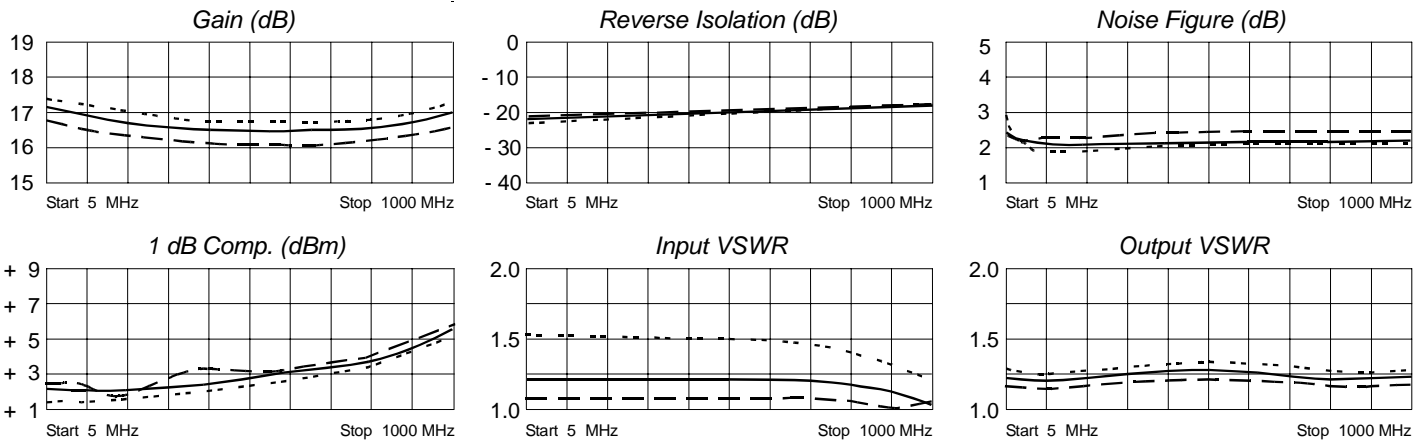 Gain (dB)
19
18
17
16
15
Start 5 MHz
Stop 1000 MHz
Reverse Isolation (dB)
0
- 10
- 20
- 30
- 40
Start 5 MHz
Stop 1000 MHz
Noise Figure (dB)
5
4
3
2
1
Start 5 MHz
Stop 1000 MHz
1 dB Comp. (dBm)
+ 9
+ 7
+ 5
+ 3
+ 1
Start 5 MHz
Stop 1000 MHz
Input VSWR
2.0
1.5
1.0
Start 5 MHz
Stop 1000 MHz
Output VSWR
2.0
1.5
1.0
Start 5 MHz
Stop 1000 MHz